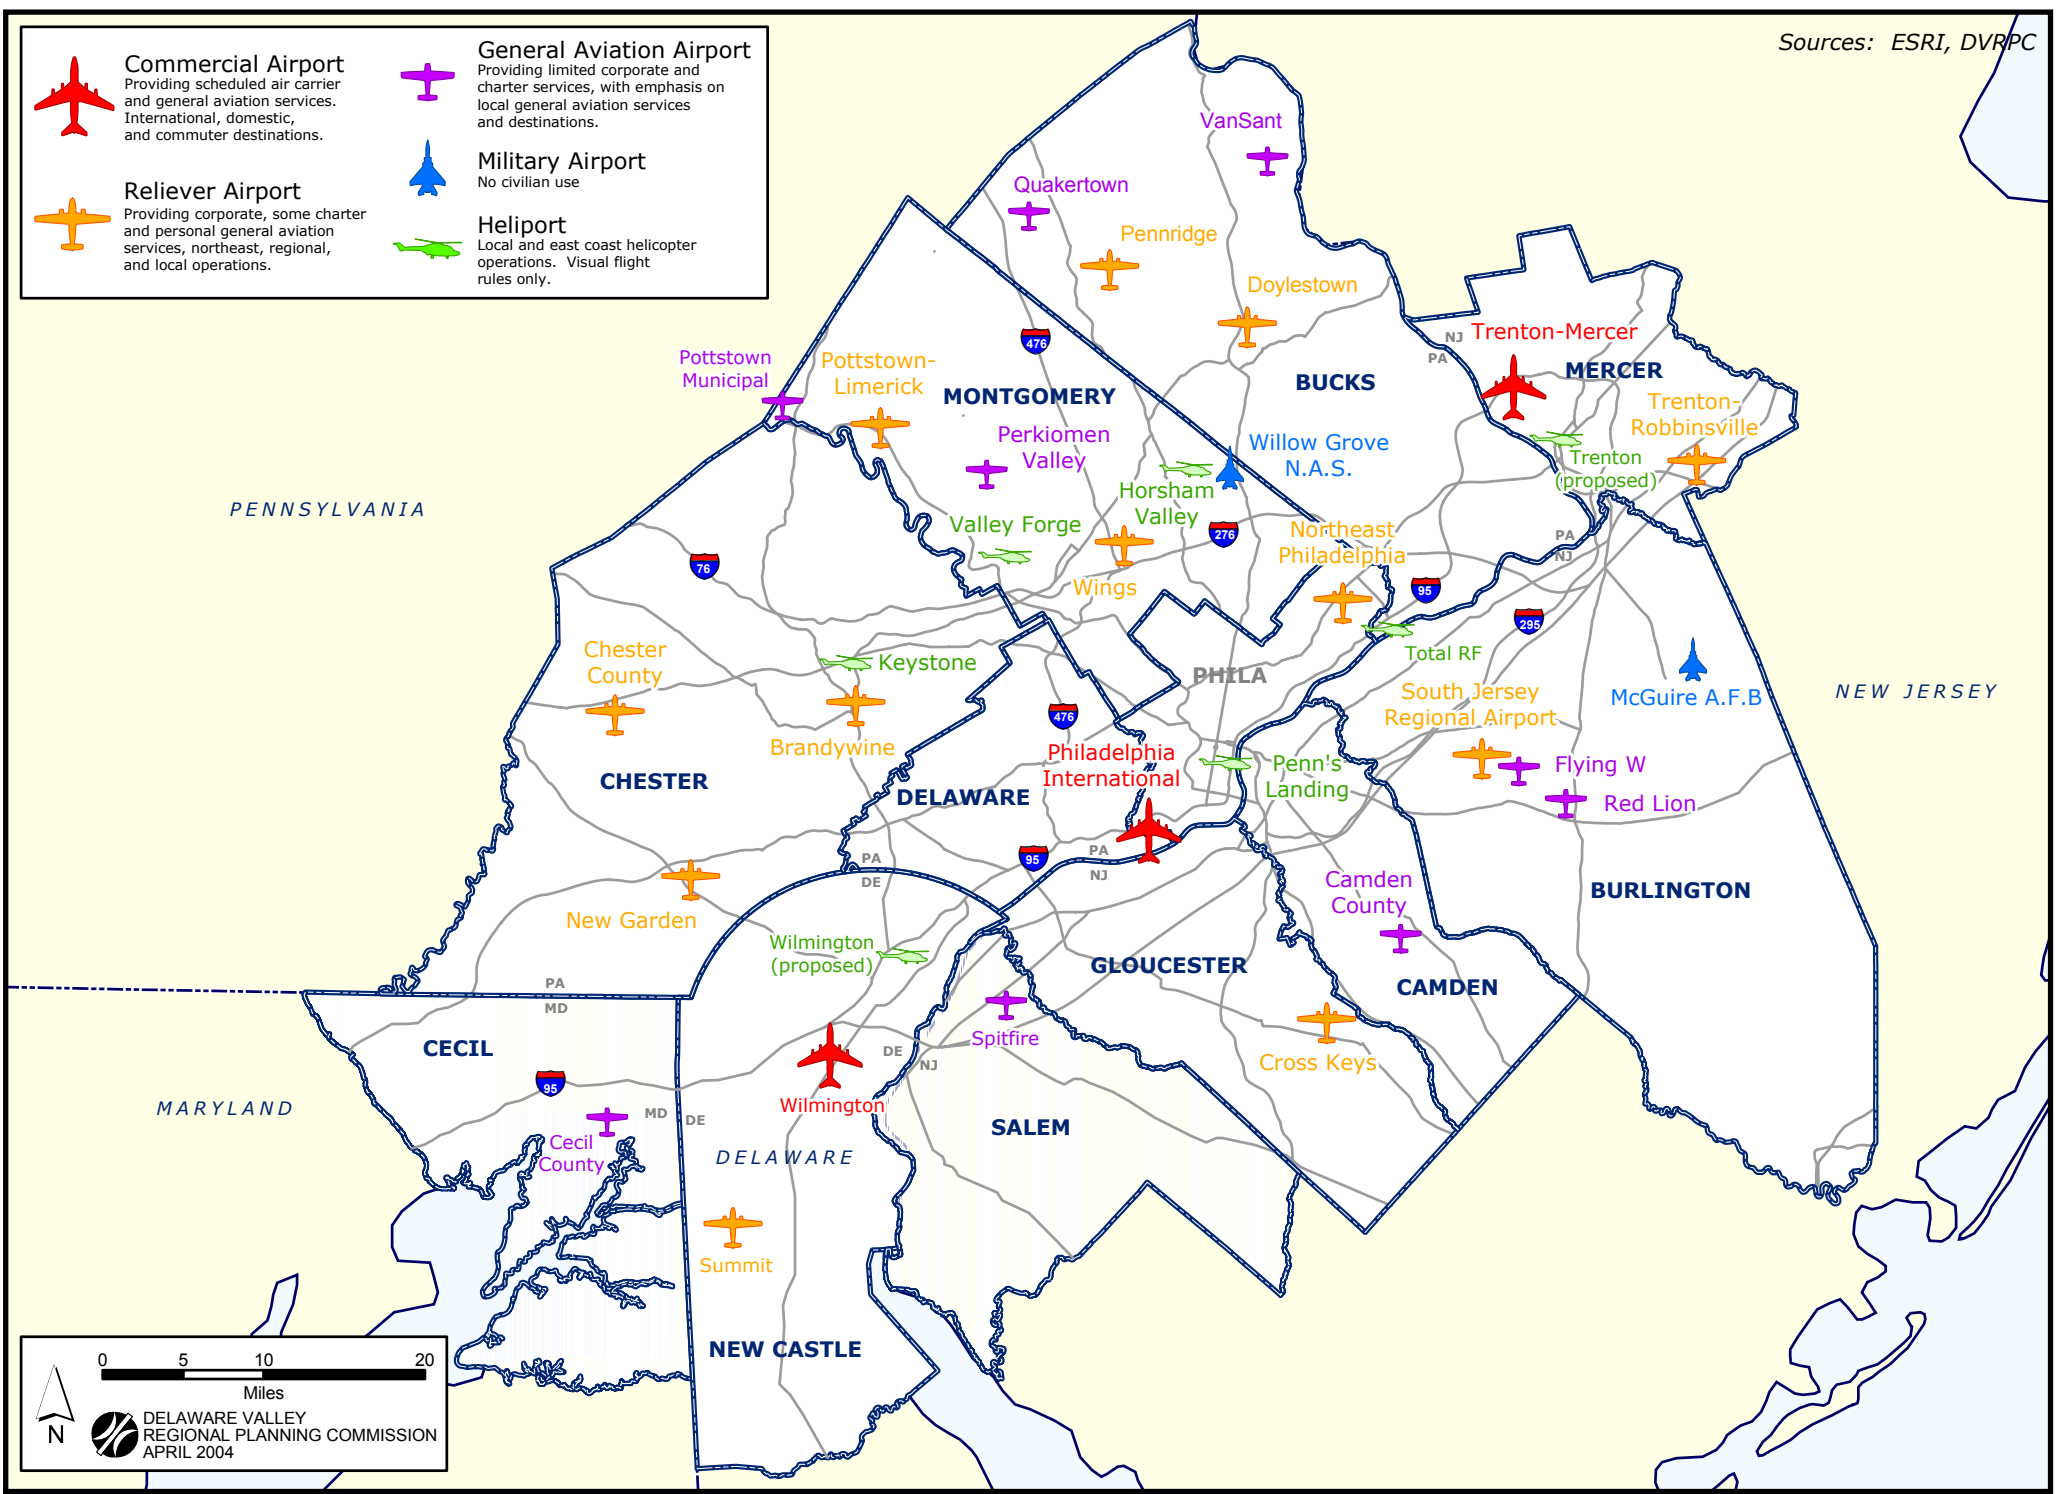 Commercial Airport
Providing scheduled air carrier
and general aviation services.
International, domestic,
and commuter destinations.
Reliever Airport
Providing corporate, some charter
and personal general aviation
services, northeast, regional,
and local operations.
General Aviation Airport
Providing limited corporate and
charter services, with emphasis on
local general aviation services
and destinations.
Military Airport
No civilian use
Heliport
Local and east coast helicopter
operations. Visual flight
rules only.
Sources: ESRI, DVRPC
VanSant
Quakertown
Pennridge
Doylestown
NJ
PA
Trenton-Mercer
MERCER
476
Pottstown
Municipal
Pottstown-
Limerick
MONTGOMERY
BUCKS
Trenton-
Robbinsville
Perkiomen
Valley
Willow Grove
N.A.S.
Trenton
(proposed)
Horsham
Valley
PENNSYLVANIA
Valley Forge
276
Northeast
Philadelphia
PA
NJ
76
Wings
95
295
Chester
County
Keystone
Total RF
PHILA
McGuire A.F.B
NEW JERSEY
South Jersey
Regional Airport
476
Brandywine
Philadelphia
International
Penn's
Landing
Flying W
Red Lion
CHESTER
DELAWARE
95
PA
NJ
PA
DE
Camden
County
BURLINGTON
New Garden
Wilmington
(proposed)
GLOUCESTER
CAMDEN
PA
MD
CECIL
Spitfire
DE
NJ
Cross Keys
95
MARYLAND
Wilmington
MD
DE
SALEM
Cecil
County
DELAWARE
Summit
NEW CASTLE
0 5 10 20
Miles
N
DELAWARE VALLEY
REGIONAL PLANNING COMMISSION
APRIL 2004